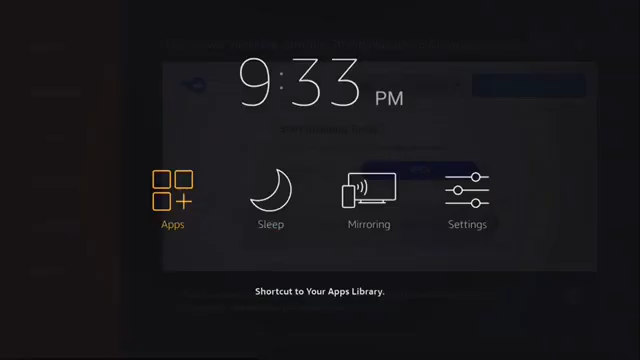 9:33 PM
Apps
Sleep
Mirroring
Settings
Shortcut to Your Apps Library.